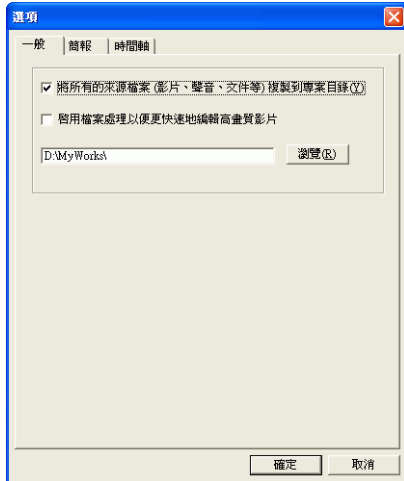 選項
一般 簡報 時間軸
將所有的來源檔案 (影片、聲音、文件等) 複製到專案目錄(Y)
啓用檔案處理以便更快速地編輯高畫質影片
D:\MyWorks\ 瀏覽(R)
確定 取消